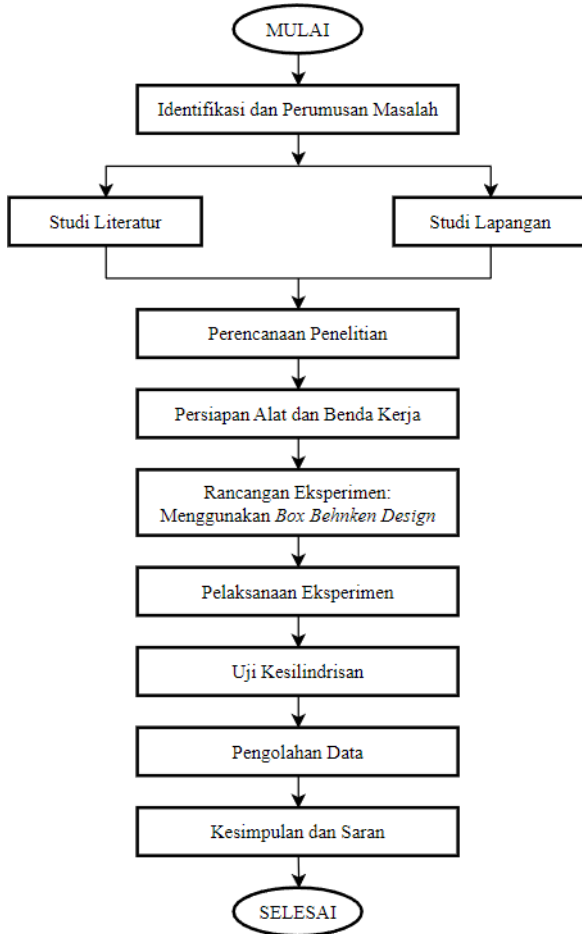 MULAI
Identifikasi dan Perumusan Masalah
Studi Literatur
Studi Lapangan
Perencanaan Penelitian
Persiapan Alat dan Benda Kerja
Rancangan Eksperimen:
Menggunakan Box Behnken Design
Pelaksanaan Eksperimen
Uji Kesilindrisan
Pengolahan Data
Kesimpulan dan Saran
SELESAI